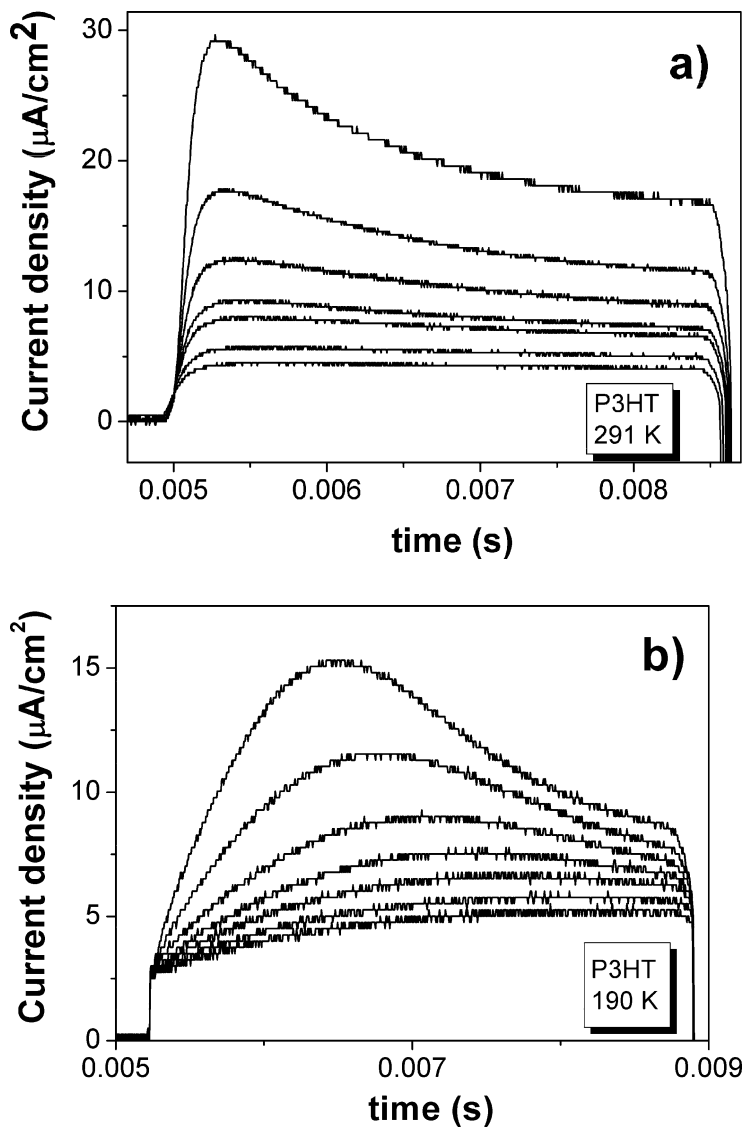 a)
30
20
10
0
Current density (μA/cm²)
P3HT
291 K
0.005 0.006 0.007 0.008
time (s)
b)
15
10
5
0
Current density (μA/cm²)
P3HT
190 K
0.005 0.007 0.009
time (s)